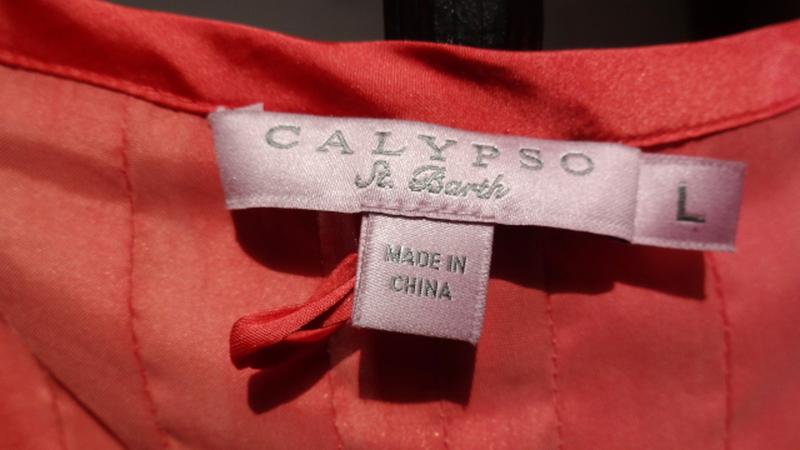 CALYPSO
St. Barth
L
MADE IN
CHINA